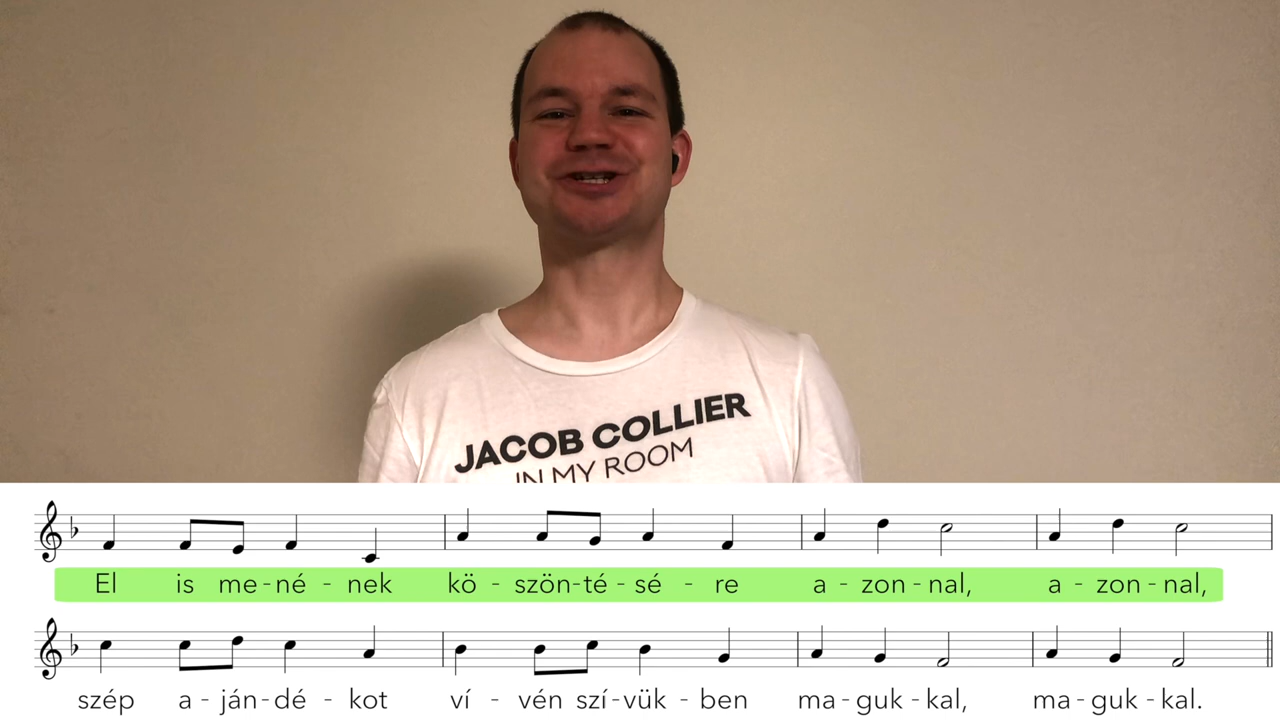 JACOB COLLIER
IN MY ROOM
El is me-né-nek kö-szön-té-sé-re a-zon-nal, a-zon-nal,
szép a-ján-dé-kot ví-vén szí-vük-ben ma-guk-kal, ma-guk-kal.